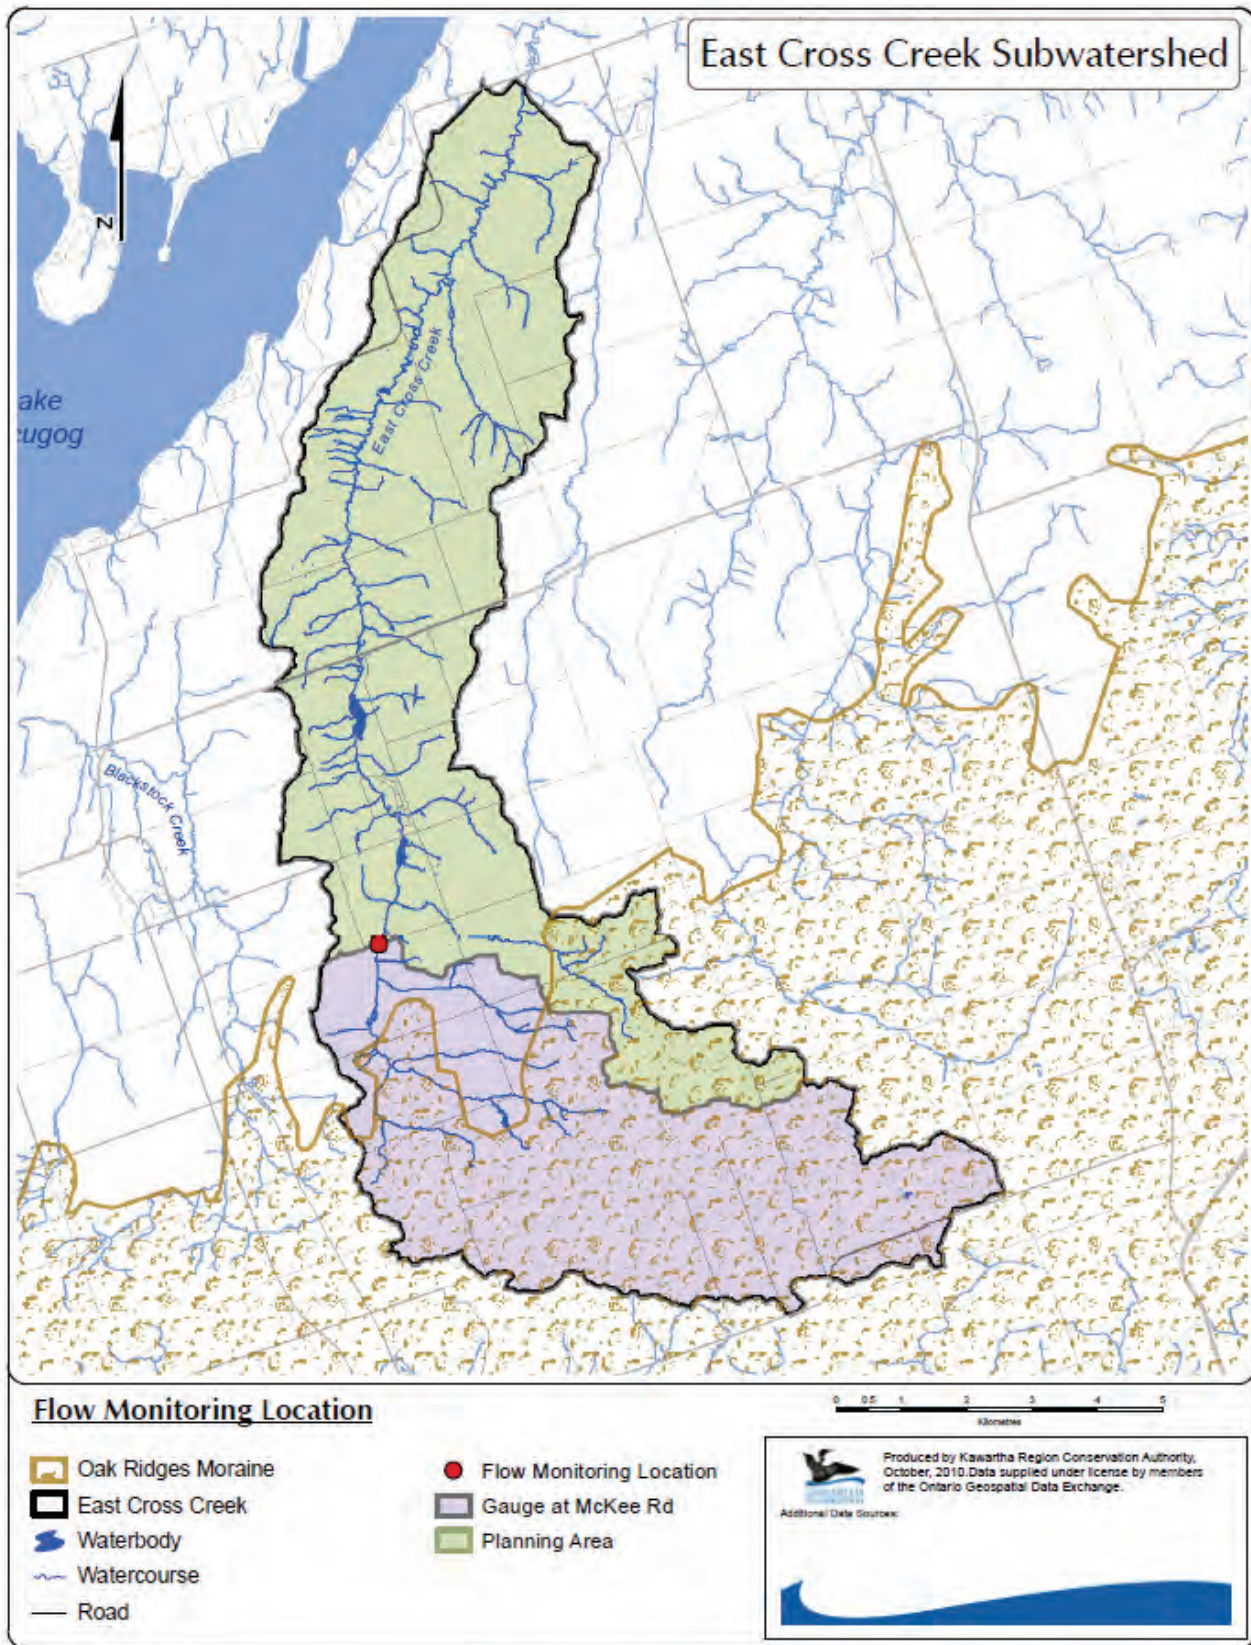 East Cross Creek Subwatershed
N
ake
cugog
East Cross Creek
Blackstock Creek
Flow Monitoring Location
Oak Ridges Moraine
East Cross Creek
Waterbody
Watercourse
Road
Flow Monitoring Location
Gauge at McKee Rd
Planning Area
0 0.5 1 2 3 4 5
Kilometres
Produced by Kawartha Region Conservation Authority,
October, 2010.Data supplied under license by members
of the Ontario Geospatial Data Exchange.
Additional Data Sources: